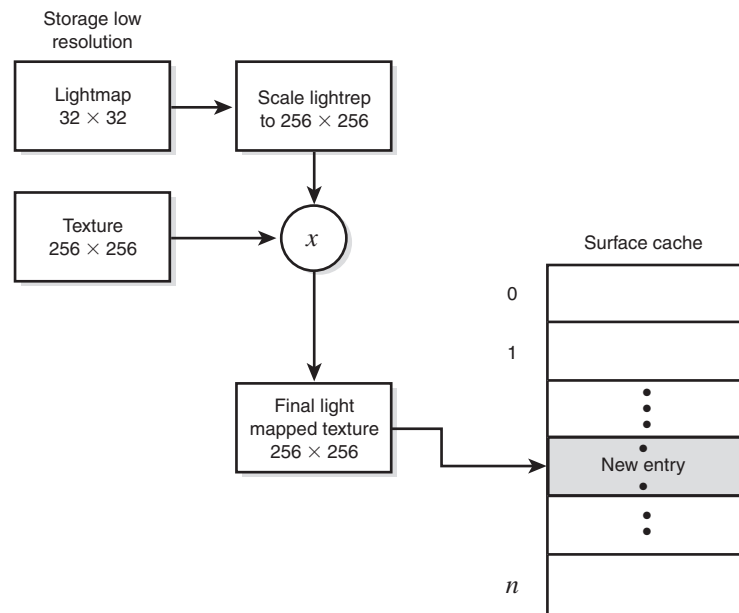 Storage low
resolution
Lightmap
32 × 32
Scale lightrep
to 256 × 256
Texture
256 × 256
x
Surface cache
0
1
Final light
mapped texture
256 × 256
New entry
n